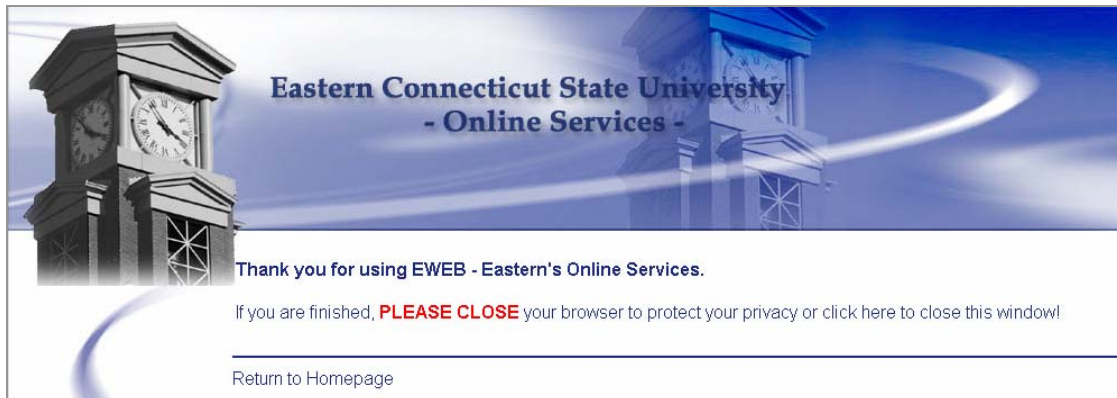 Eastern Connecticut State University
- Online Services -
Thank you for using EWEB - Eastern's Online Services.
If you are finished, PLEASE CLOSE your browser to protect your privacy or click here to close this window!
Return to Homepage